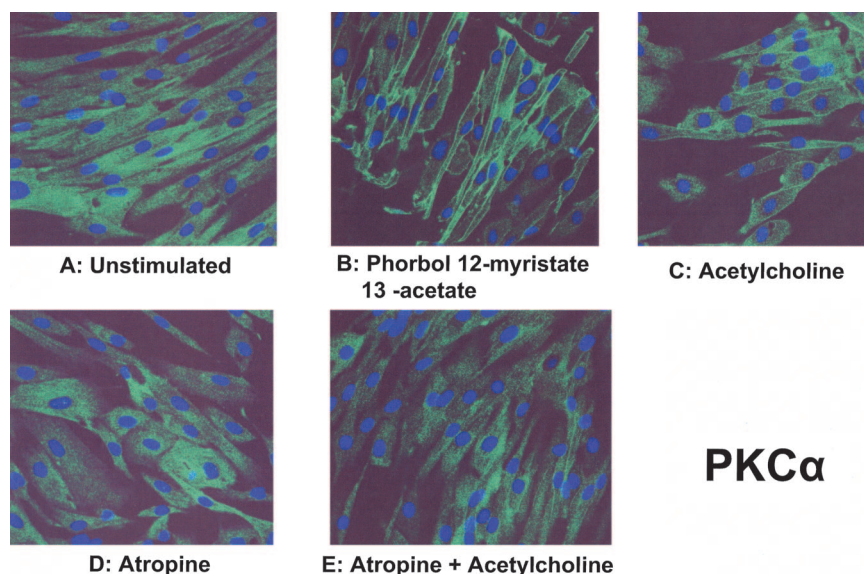 A: Unstimulated
B: Phorbol 12-myristate
13 -acetate
C: Acetylcholine
D: Atropine
E: Atropine + Acetylcholine
PKCα